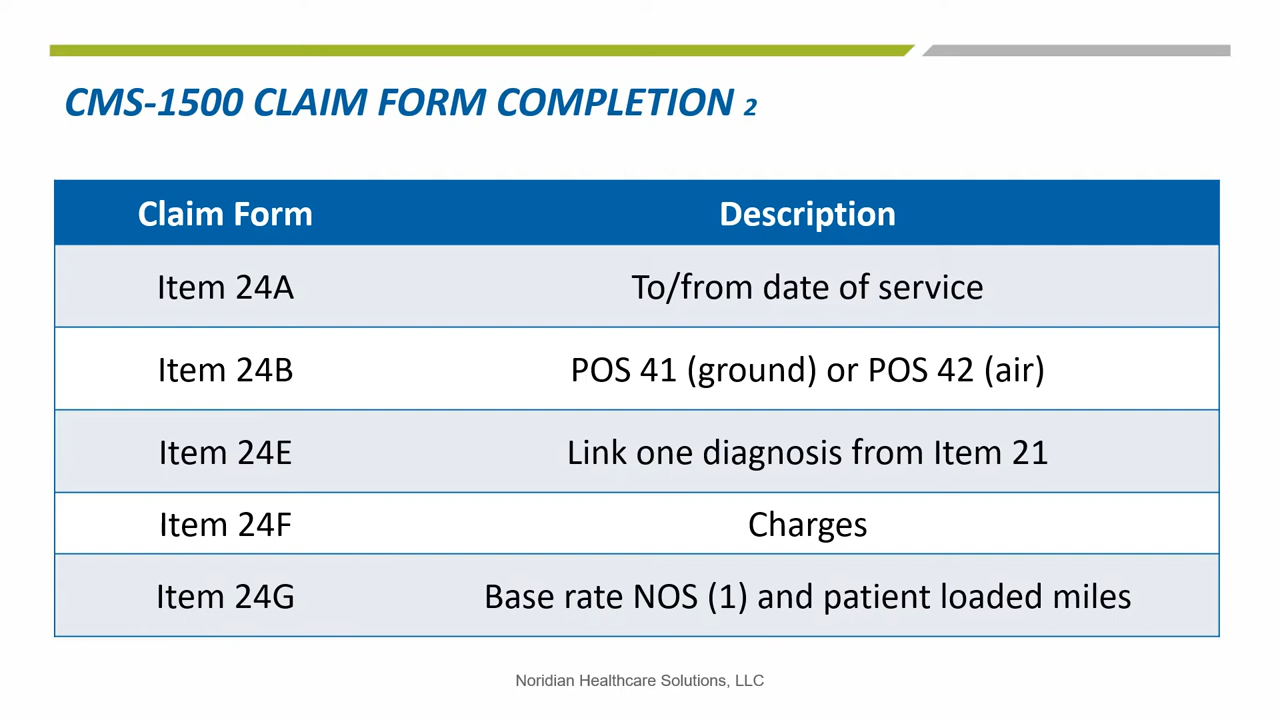 CMS-1500 CLAIM FORM COMPLETION 2
Claim Form Description
Item 24A To/from date of service
Item 24B POS 41 (ground) or POS 42 (air)
Item 24E Link one diagnosis from Item 21
Item 24F Charges
Item 24G Base rate NOS (1) and patient loaded miles
Noridian Healthcare Solutions, LLC